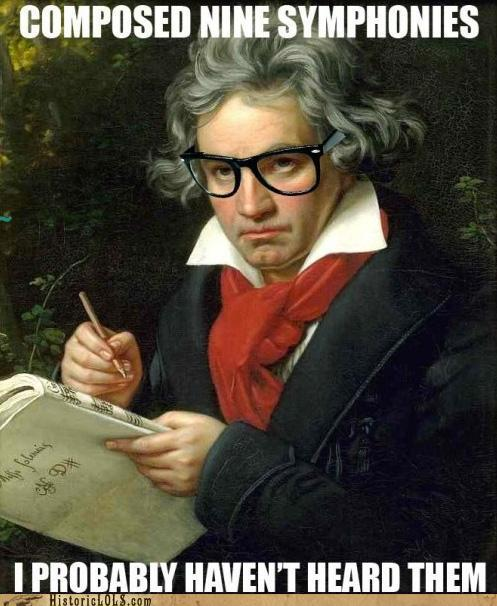 COMPOSED NINE SYMPHONIES
I PROBABLY HAVEN'T HEARD THEM
HistoricLOLS.com